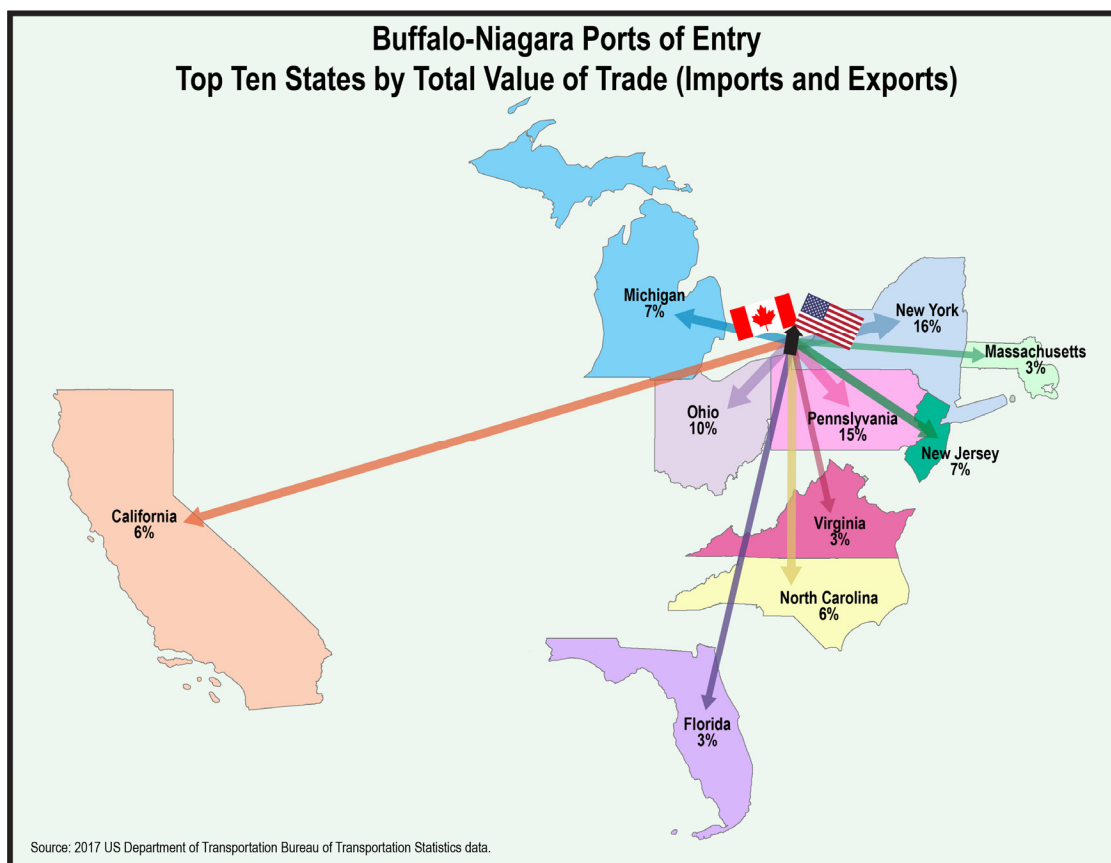 Buffalo-Niagara Ports of Entry
Top Ten States by Total Value of Trade (Imports and Exports)
Michigan
7%
New York
16%
Massachusetts
3%
Ohio
10%
Pennslyvania
15%
New Jersey
7%
California
6%
Virginia
3%
North Carolina
6%
Florida
3%
Source: 2017 US Department of Transportation Bureau of Transportation Statistics data.